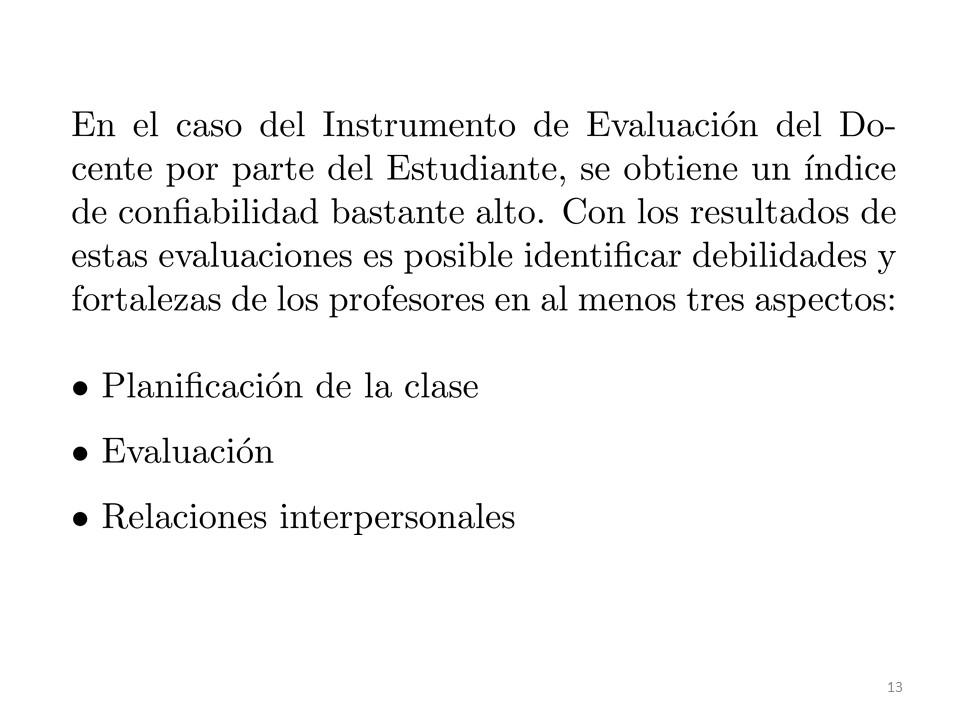 En el caso del Instrumento de Evaluación del Do-
cente por parte del Estudiante, se obtiene un índice
de confiabilidad bastante alto. Con los resultados de
estas evaluaciones es posible identificar debilidades y
fortalezas de los profesores en al menos tres aspectos:
• Planificación de la clase
• Evaluación
• Relaciones interpersonales
13